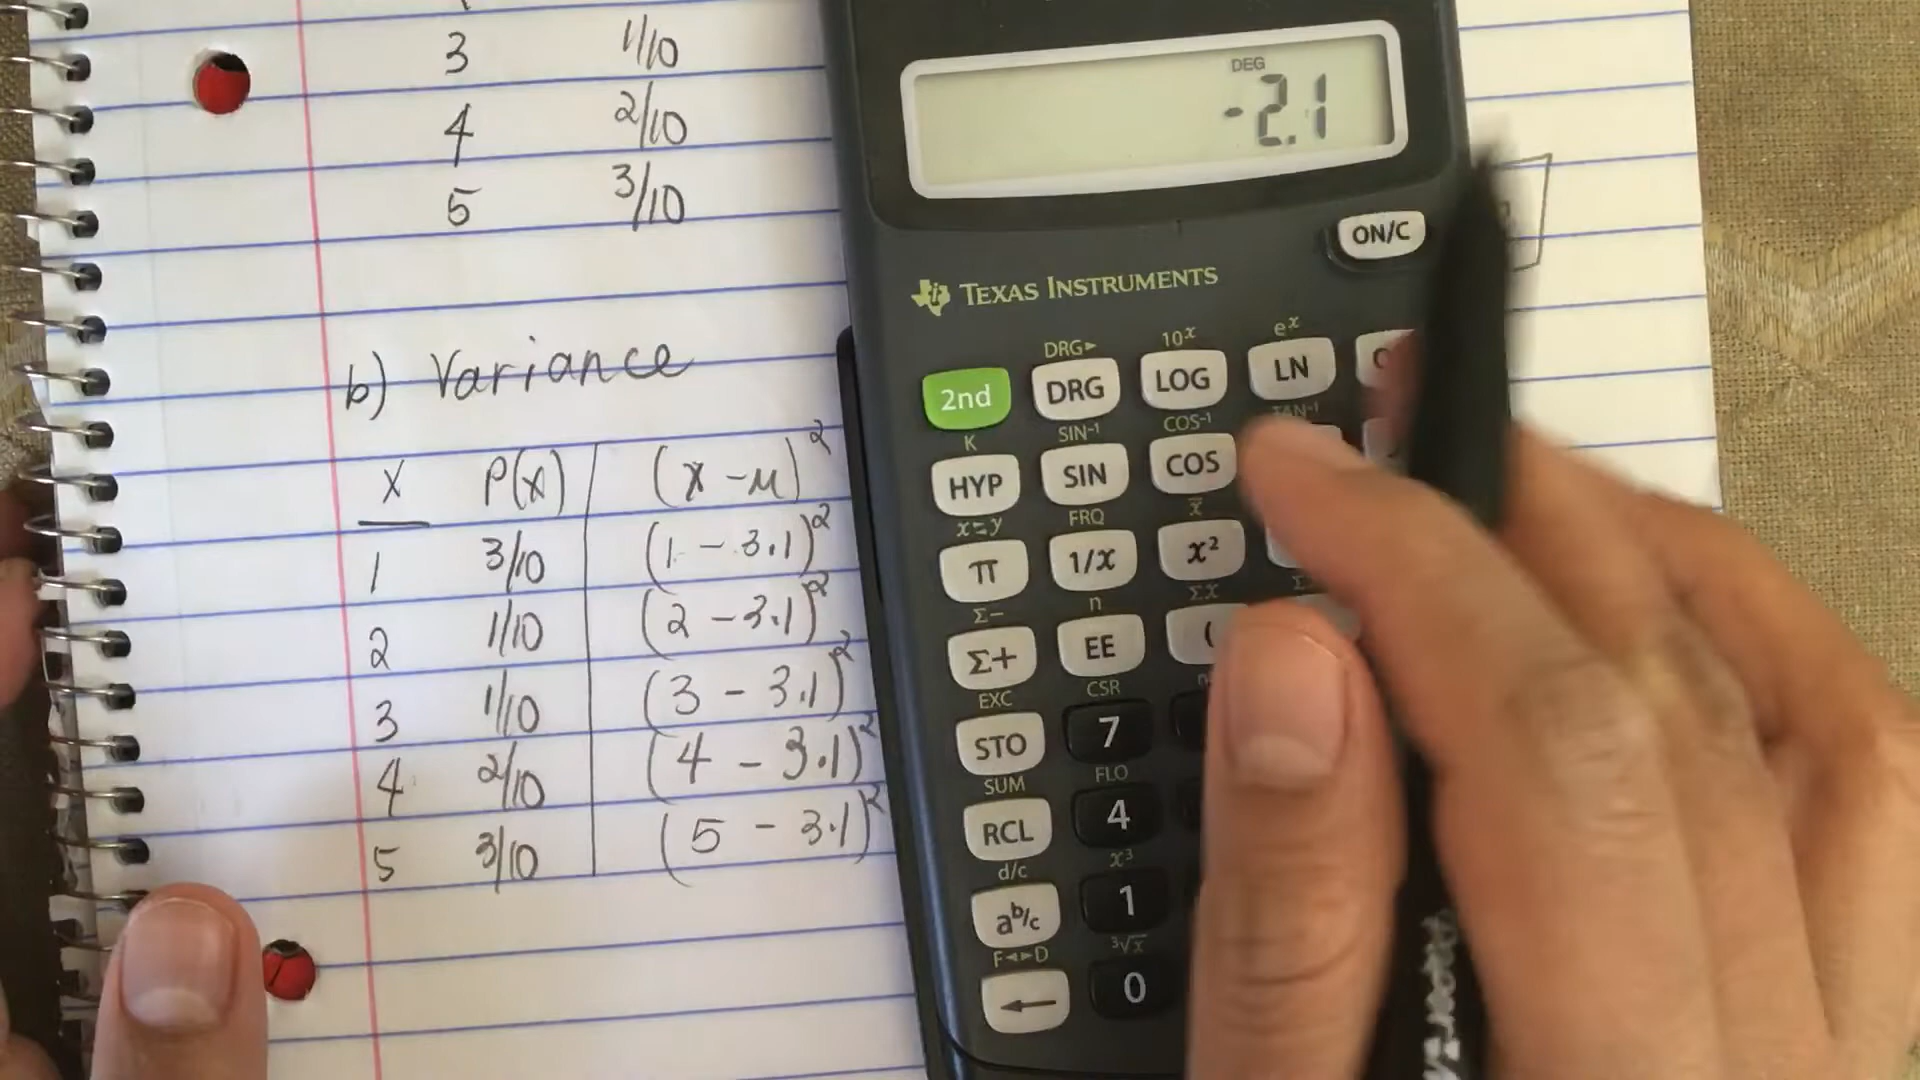 3 1/10
4 2/10
5 3/10
b) Variance
x P(x) (x - μ)²
1 3/10 (1 - 3.1)²
2 1/10 (2 - 3.1)²
3 1/10 (3 - 3.1)²
4 2/10 (4 - 3.1)²
5 3/10 (5 - 3.1)²
DEG
-2.1
ON/C
TEXAS INSTRUMENTS
DRG► 10ˣ eˣ
2nd DRG LOG LN
K SIN⁻¹ COS⁻¹ TAN⁻¹
HYP SIN COS
x⇆y FRQ x̄
π 1/x x²
Σ- n Σx
Σ+ EE (
EXC CSR
STO 7
SUM FLO
RCL 4
d/c x³
aᵇ/c 1
F◄►D ³√x
← 0